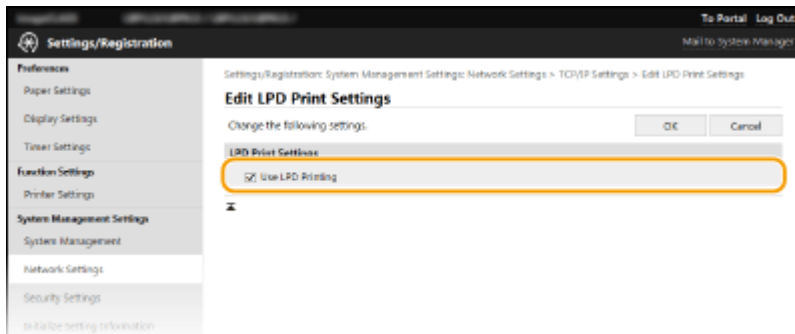 To Portal Log Out
Settings/Registration
Mail to System Manager
Preferences
Paper Settings
Display Settings
Timer Settings
Function Settings
Printer Settings
System Management Settings
System Management
Network Settings
Security Settings
Initialize Setting Information
Settings/Registration: System Management Settings: Network Settings > TCP/IP Settings > Edit LPD Print Settings
Edit LPD Print Settings
Change the following settings.
OK
Cancel
LPD Print Settings
Use LPD Printing